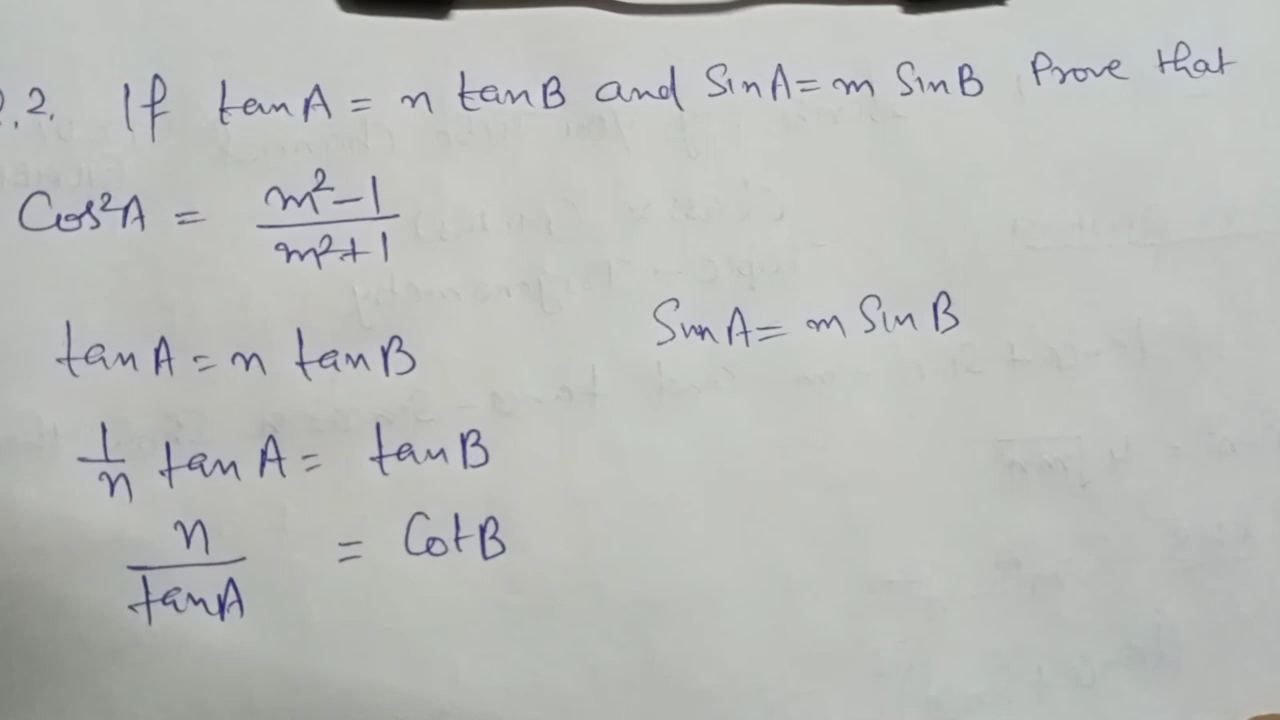 .2. If tanA = n tanB and SinA = m SinB Prove that
Cos²A = m²-1 / m²+1
tanA = n tanB
SinA = m SinB
1/n tanA = tanB
n/tanA = CotB